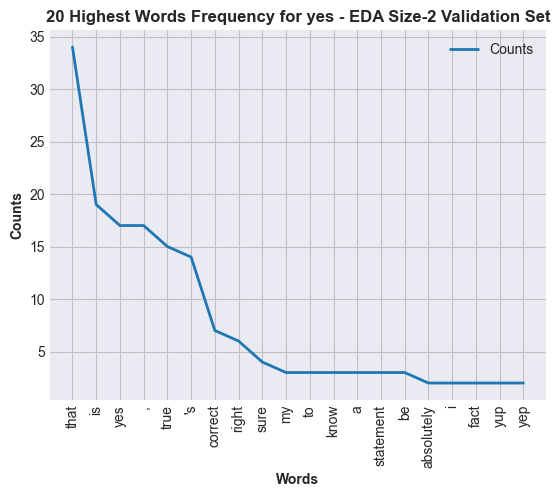 20 Highest Words Frequency for yes - EDA Size-2 Validation Set
Counts
35
30
25
20
15
10
5
Counts
that
is
yes
,
true
's
correct
right
sure
my
to
know
a
statement
be
absolutely
i
fact
yup
yep
Words